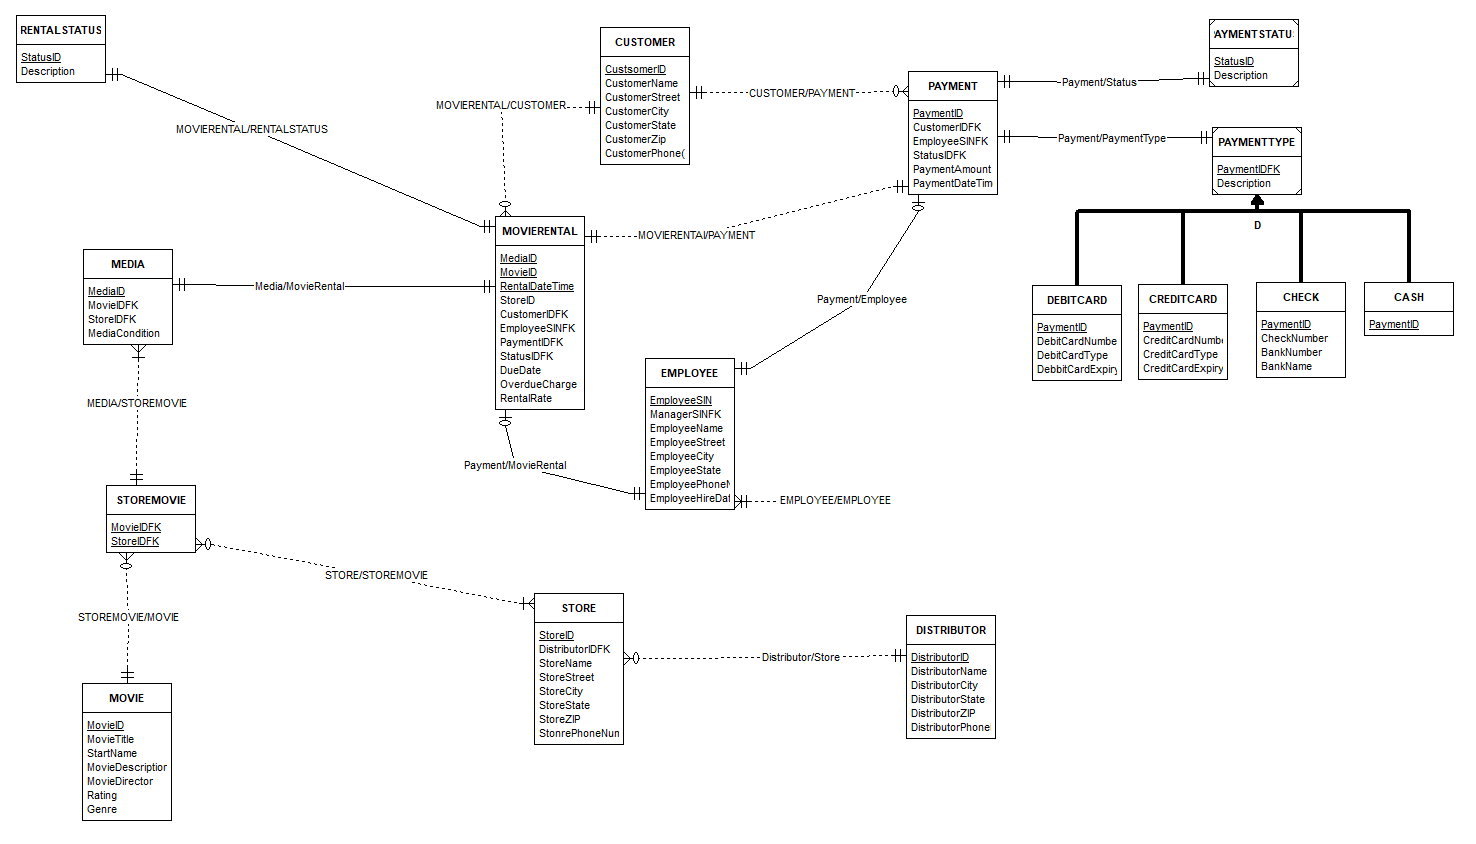 RENTALSTATUS
StatusID
Description
CUSTOMER
CustsomerID
CustomerName
CustomerStreet
CustomerCity
CustomerState
CustomerZip
CustomerPhone(
PAYMENT
PaymentID
CustomerIDFK
EmployeeSINFK
StatusIDFK
PaymentAmount
PaymentDateTim
AYMENTSTATU
StatusID
Description
PAYMENTTYPE
PaymentIDFK
Description
Payment/Status
Payment/PaymentType
CUSTOMER/PAYMENT
MOVIERENTAL/CUSTOMER
MOVIERENTAL/RENTALSTATUS
MOVIERENTAl/PAYMENT
D
MOVIERENTAL
MediaID
MovieID
RentalDateTime
StoreID
CustomerIDFK
EmployeeSINFK
PaymentIDFK
StatusIDFK
DueDate
OverdueCharge
RentalRate
MEDIA
MediaID
MovieIDFK
StoreIDFK
MediaCondition
Media/MovieRental
Payment/Employee
DEBITCARD
PaymentID
DebitCardNumbe
DebitCardType
DebbitCardExpiry
CREDITCARD
PaymentID
CreditCardNumb
CreditCardType
CreditCardExpiry
CHECK
PaymentID
CheckNumber
BankNumber
BankName
CASH
PaymentID
EMPLOYEE
EmployeeSIN
ManagerSINFK
EmployeeName
EmployeeStreet
EmployeeCity
EmployeeState
EmployeePhoneN
EmployeeHireDat
MEDIA/STOREMOVIE
Payment/MovieRental
EMPLOYEE/EMPLOYEE
STOREMOVIE
MovieIDFK
StoreIDFK
STORE/STOREMOVIE
STOREMOVIE/MOVIE
STORE
StoreID
DistributorIDFK
StoreName
StoreStreet
StoreCity
StoreState
StoreZIP
StonrePhoneNum
Distributor/Store
DISTRIBUTOR
DistributorID
DistributorName
DistributorCity
DistributorState
DistributorZIP
DistributorPhone
MOVIE
MovieID
MovieTitle
StartName
MovieDescription
MovieDirector
Rating
Genre